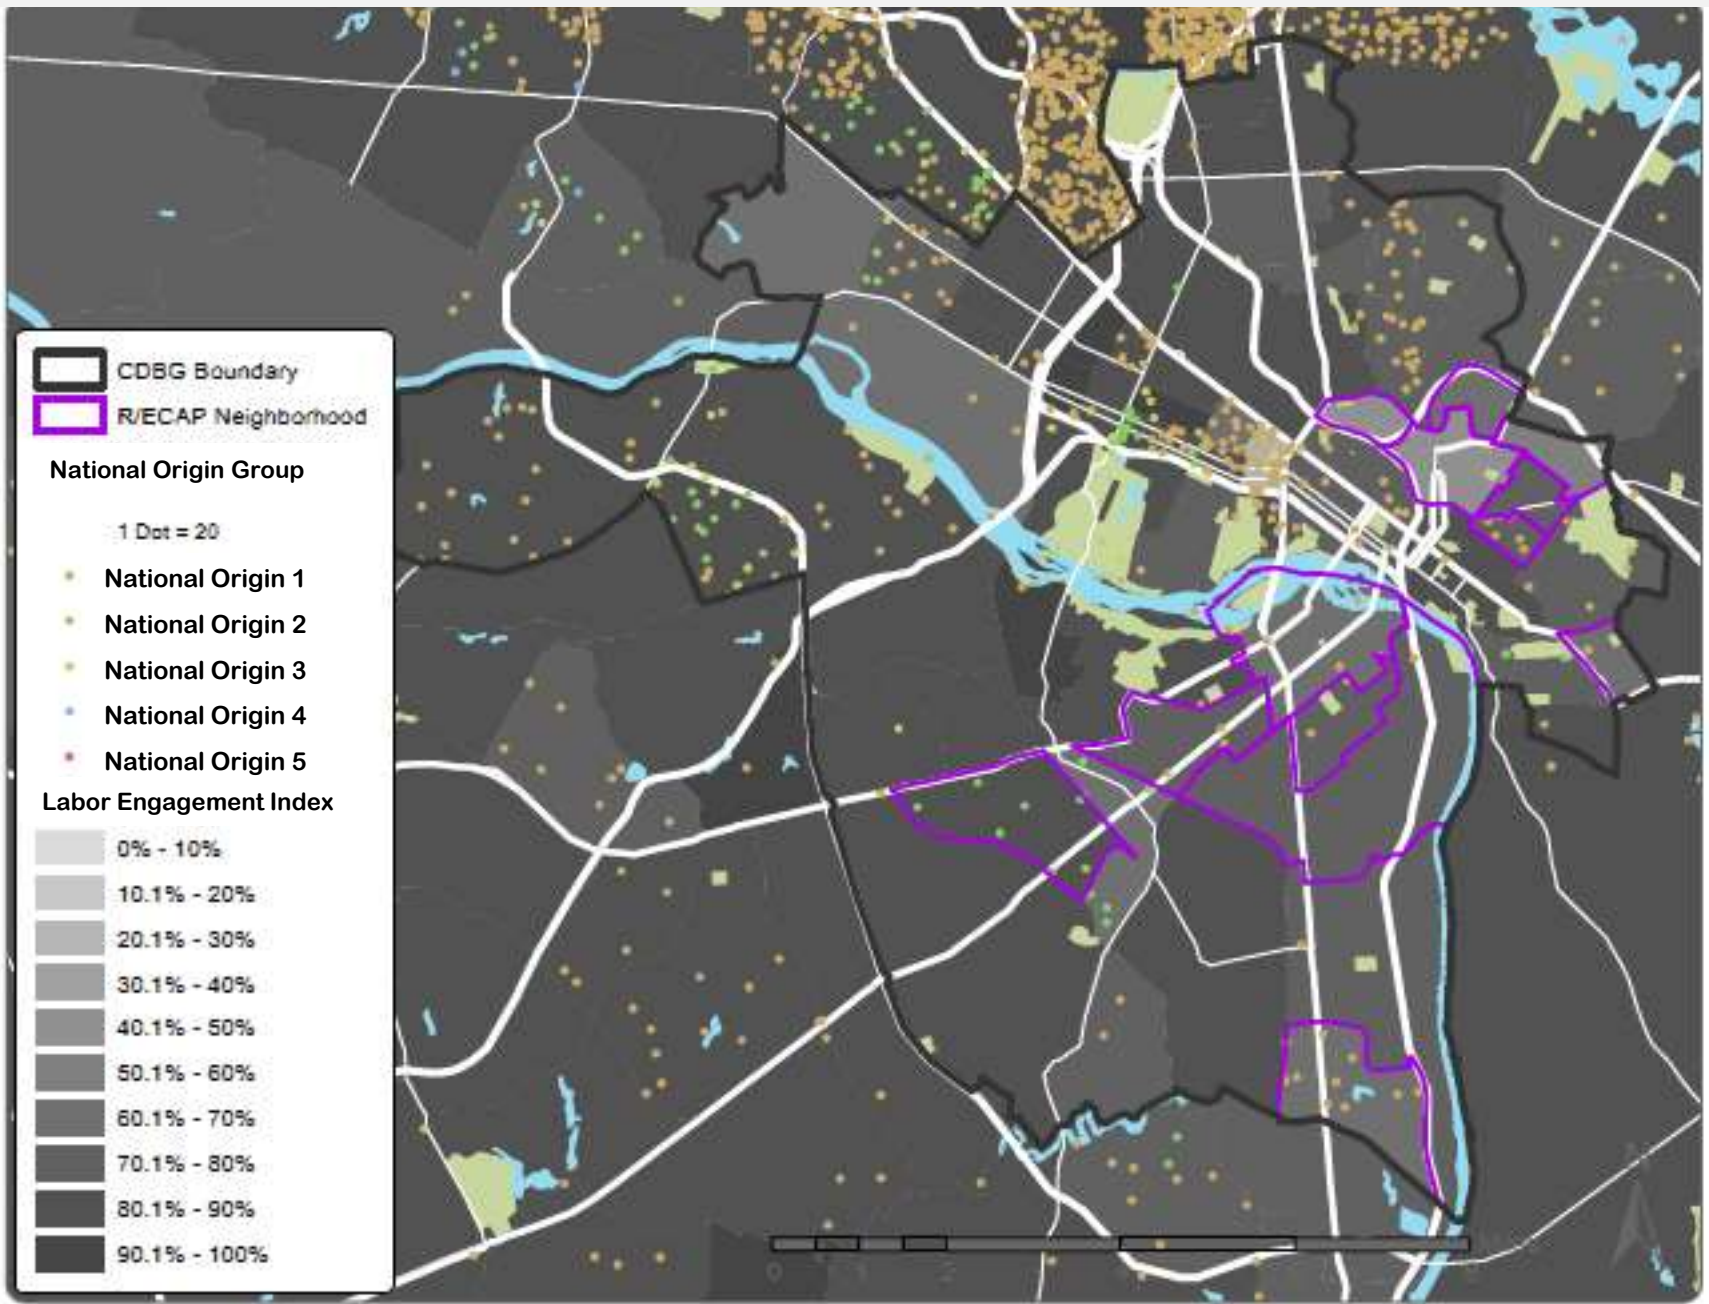 CDBG Boundary
R/ECAP Neighborhood
National Origin Group
1 Dot = 20
National Origin 1
National Origin 2
National Origin 3
National Origin 4
National Origin 5
Labor Engagement Index
0% - 10%
10.1% - 20%
20.1% - 30%
30.1% - 40%
40.1% - 50%
50.1% - 60%
60.1% - 70%
70.1% - 80%
80.1% - 90%
90.1% - 100%